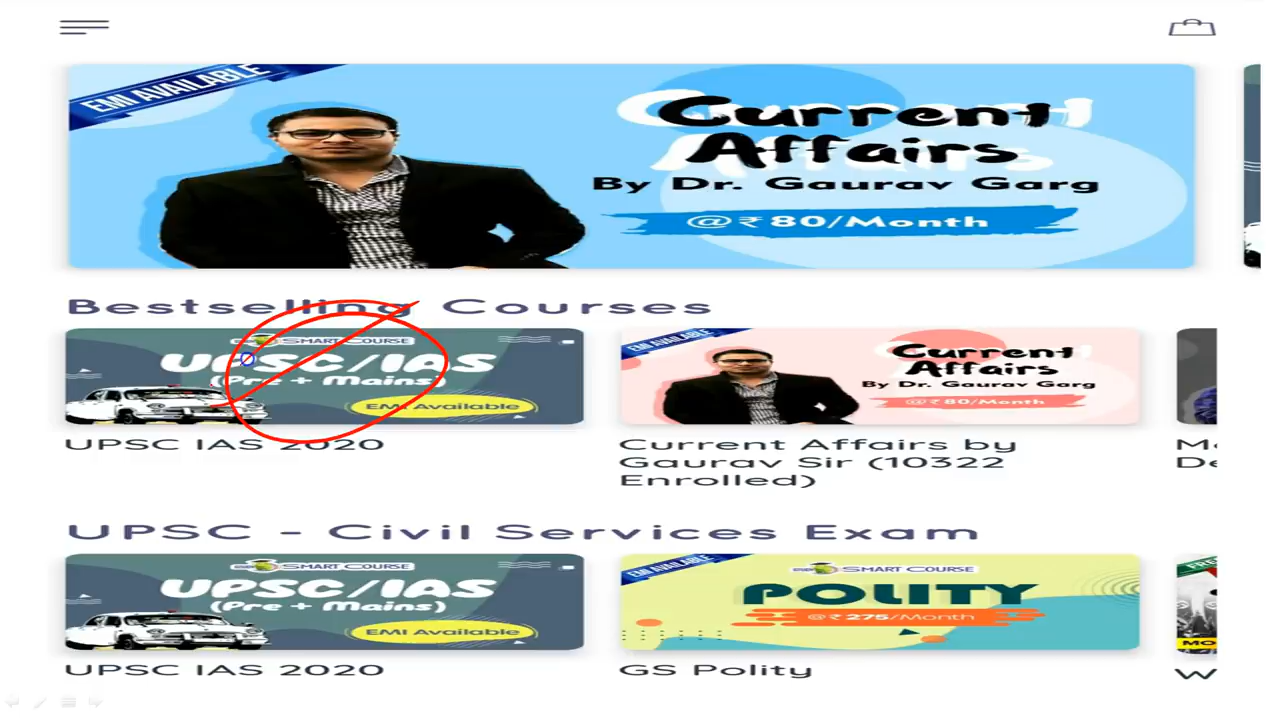 EMI AVAILABLE
Current
Affairs
By Dr. Gaurav Garg
@ ₹ 80/Month
Bestselling Courses
SMART COURSE
UPSC/IAS
(Pre + Mains)
EMI Available
UPSC IAS 2020
EMI AVAILABLE
Current
Affairs
By Dr. Gaurav Garg
@ ₹ 80/Month
Current Affairs by
Gaurav Sir (10322
Enrolled)
UPSC - Civil Services Exam
SMART COURSE
UPSC/IAS
(Pre + Mains)
EMI Available
UPSC IAS 2020
EMI AVAILABLE
SMART COURSE
POLITY
@ ₹ 275/Month
GS Polity